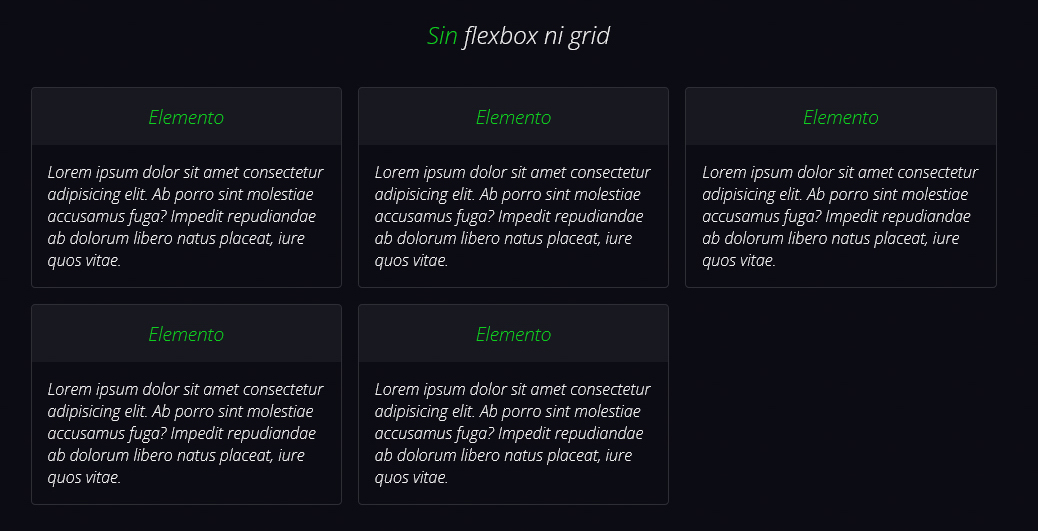 Sin flexbox ni grid
Elemento
Lorem ipsum dolor sit amet consectetur
adipisicing elit. Ab porro sint molestiae
accusamus fuga? Impedit repudiandae
ab dolorum libero natus placeat, iure
quos vitae.
Elemento
Lorem ipsum dolor sit amet consectetur
adipisicing elit. Ab porro sint molestiae
accusamus fuga? Impedit repudiandae
ab dolorum libero natus placeat, iure
quos vitae.
Elemento
Lorem ipsum dolor sit amet consectetur
adipisicing elit. Ab porro sint molestiae
accusamus fuga? Impedit repudiandae
ab dolorum libero natus placeat, iure
quos vitae.
Elemento
Lorem ipsum dolor sit amet consectetur
adipisicing elit. Ab porro sint molestiae
accusamus fuga? Impedit repudiandae
ab dolorum libero natus placeat, iure
quos vitae.
Elemento
Lorem ipsum dolor sit amet consectetur
adipisicing elit. Ab porro sint molestiae
accusamus fuga? Impedit repudiandae
ab dolorum libero natus placeat, iure
quos vitae.